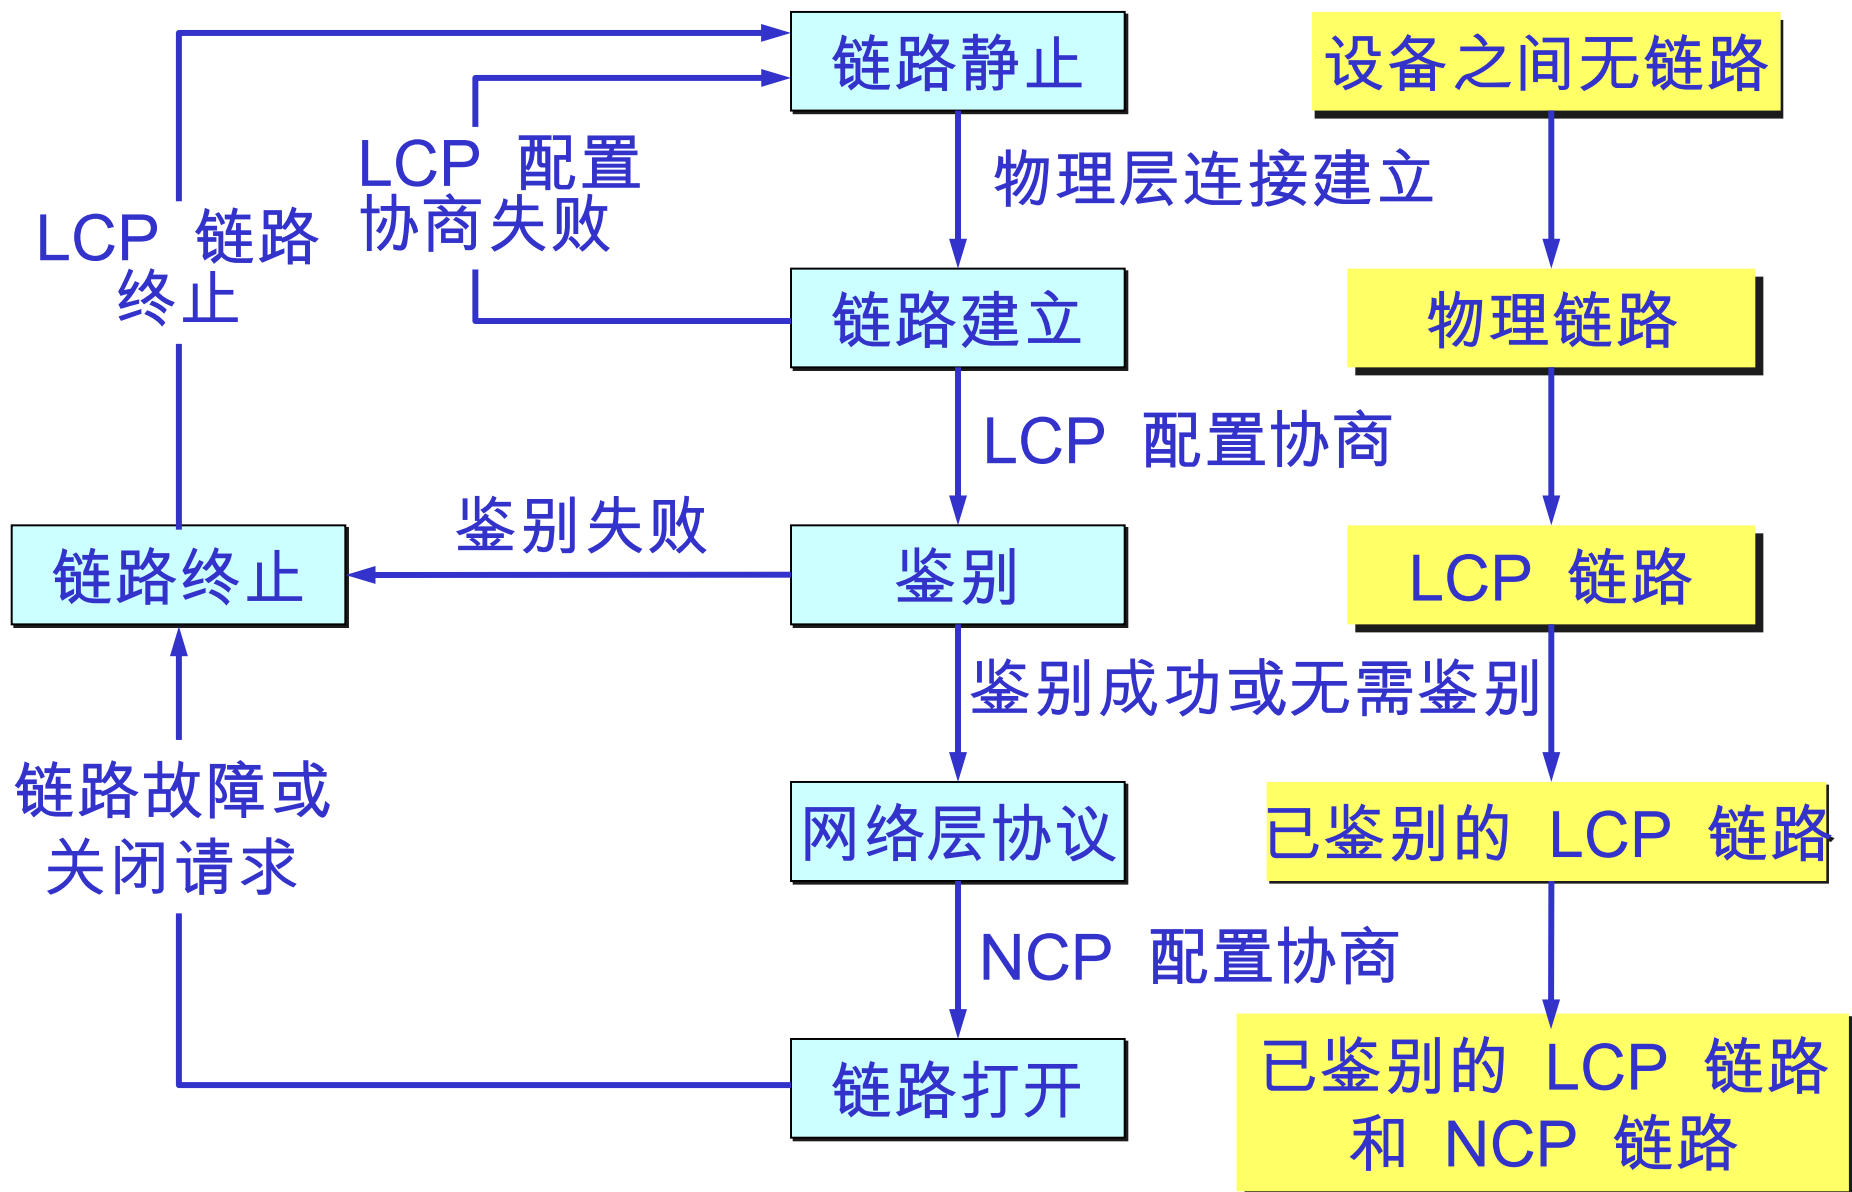 链路静止
设备之间无链路
LCP 配置
协商失败
物理层连接建立
LCP 链路
终止
链路建立
物理链路
LCP 配置协商
鉴别失败
链路终止
鉴别
LCP 链路
鉴别成功或无需鉴别
链路故障或
关闭请求
网络层协议
已鉴别的 LCP 链路
NCP 配置协商
链路打开
已鉴别的 LCP 链路
和 NCP 链路